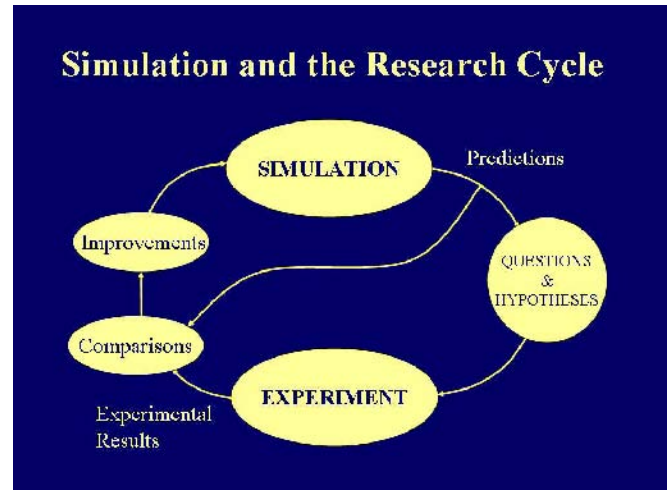 Simulation and the Research Cycle
SIMULATION
Predictions
Improvements
QUESTIONS
&
HYPOTHESES
Comparisons
EXPERIMENT
Experimental
Results